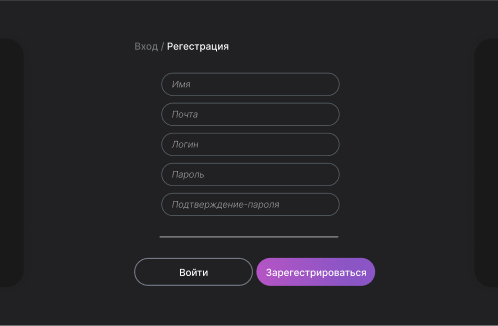 Вход / Регестрация
Имя
Почта
Логин
Пароль
Подтверждение-пароля
Войти
Зарегестрироваться